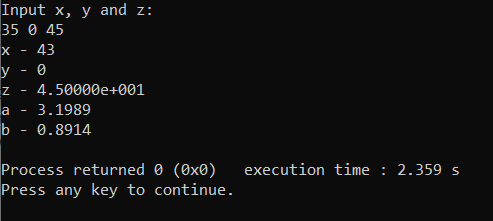 Input x, y and z:
35 0 45
x - 43
y - 0
z - 4.50000e+001
a - 3.1989
b - 0.8914
Process returned 0 (0x0)   execution time : 2.359 s
Press any key to continue.